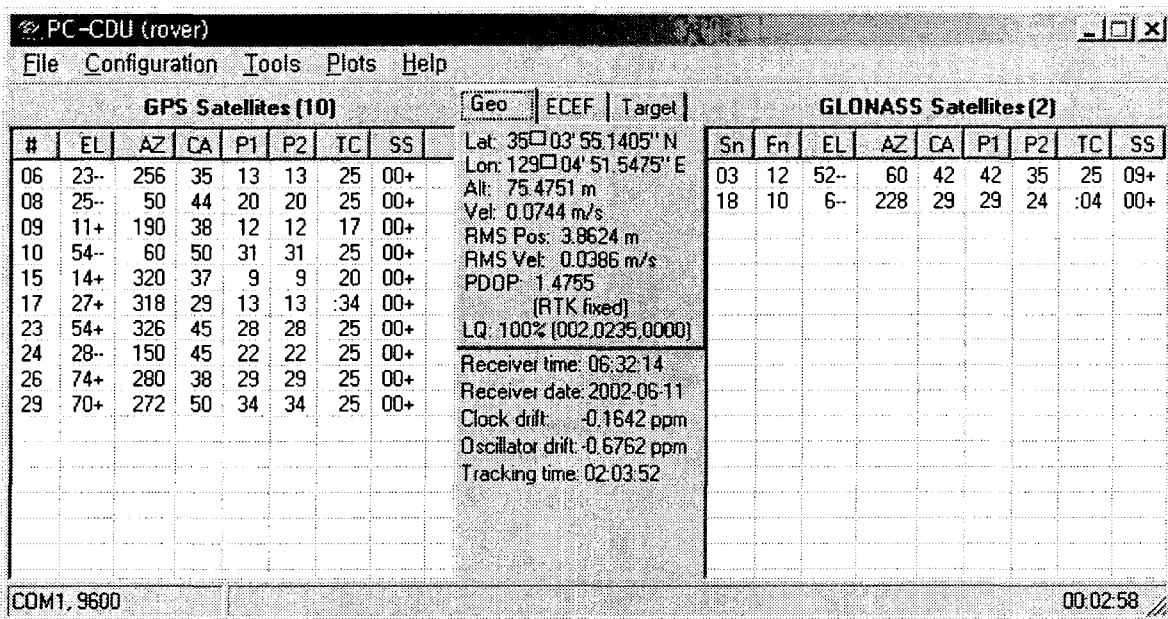 PC-CDU (rover)
File Configuration Tools Plots Help
GPS Satellites (10)
# EL AZ CA P1 P2 TC SS
06 23-- 256 35 13 13 25 00+
08 25-- 50 44 20 20 25 00+
09 11+ 190 38 12 12 17 00+
10 54-- 60 50 31 31 25 00+
15 14+ 320 37 9 9 20 00+
17 27+ 318 29 13 13 :34 00+
23 54+ 326 45 28 28 25 00+
24 28-- 150 45 22 22 25 00+
26 74+ 280 38 29 29 25 00+
29 70+ 272 50 34 34 25 00+
Geo ECEF Target
Lat: 35□03'55.1405"N
Lon: 129□04'51.5475"E
Alt: 75.4751 m
Vel: 0.0744 m/s
RMS Pos: 3.8624 m
RMS Vel: 0.0386 m/s
PDOP: 1.4755
(RTK fixed)
LQ: 100% (002,0235,0000)
Receiver time: 06:32:14
Receiver date: 2002-06-11
Clock drift: -0.1642 ppm
Oscillator drift: -0.6762 ppm
Tracking time: 02:03:52
GLONASS Satellites (2)
Sn Fn EL AZ CA P1 P2 TC SS
03 12 52-- 60 42 42 35 25 09+
18 10 6-- 228 29 29 24 :04 00+
COM1, 9600
00:02:58